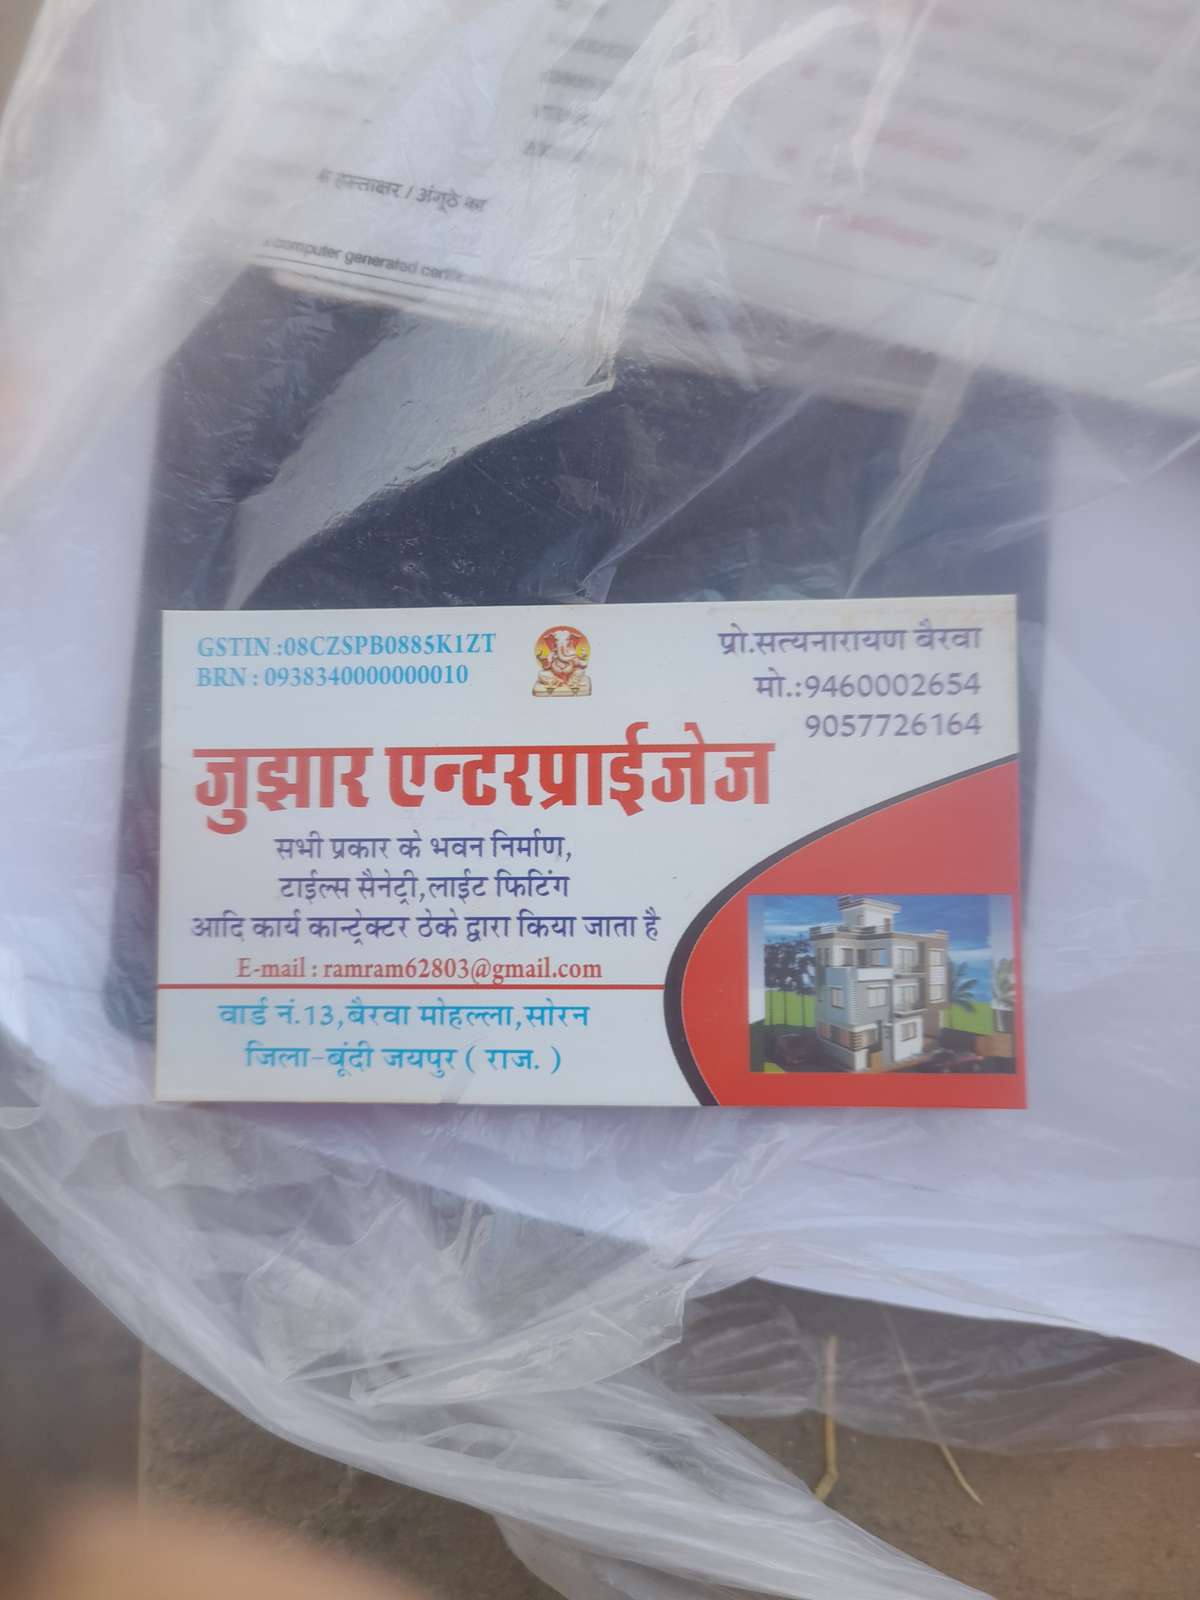 हस्ताक्षर / अंगूठे का
computer generated
GSTIN :08CZSPB0885K1ZT
BRN : 0938340000000010
प्रो.सत्यनारायण बैरवा
मो.:9460002654
9057726164
जुझार एन्टरप्राईजेज
सभी प्रकार के भवन निर्माण,
टाईल्स सैनेट्री,लाईट फिटिंग
आदि कार्य कान्ट्रेक्टर ठेके द्वारा किया जाता है
E-mail : ramram62803@gmail.com
वार्ड नं.13,बैरवा मोहल्ला,सोरन
जिला-बूंदी जयपुर ( राज. )